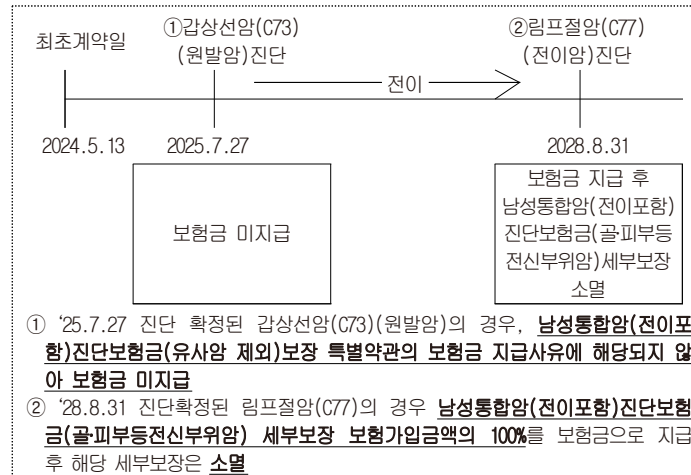 ①갑상선암(C73)
②림프절암(C77)
최초계약일
(원발암)진단
(전이암)진단
전이
2024.5.13
2025.7.27
2028.8.31
보험금 미지급
보험금 지급 후
남성통합암(전이포함)
진단보험금(골·피부등
전신부위암)세부보장
소멸
① ‘25.7.27 진단 확정된 갑상선암(C73)(원발암)의 경우, 남성통합암(전이포
함)진단보험금(유사암 제외)보장 특별약관의 보험금 지급사유에 해당되지 않
아 보험금 미지급
② ‘28.8.31 진단확정된 림프절암(C77)의 경우 남성통합암(전이포함)진단보험
금(골·피부등전신부위암) 세부보장 보험가입금액의 100%를 보험금으로 지급
후 해당 세부보장은 소멸